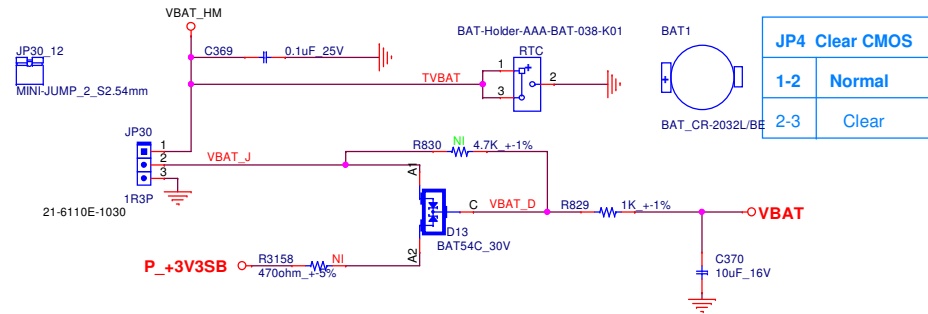 VBAT_HM
JP30_12
MINI-JUMP_2_S2.54mm
C369
0.1uF_25V
BAT-Holder-AAA-BAT-038-K01
RTC
TVBAT
1
3
2
+
BAT1
+
BAT_CR-2032L/BE
JP4 Clear CMOS
1-2 Normal
2-3 Clear
JP30
1
2
3
VBAT_J
1R3P
21-6110E-1030
R830
NI
4.7K_+-1%
A1
C
VBAT_D
R829
1K_+-1%
VBAT
D13
BAT54C_30V
A2
P_+3V3SB
R3158
NI
470ohm_+-5%
C370
10uF_16V